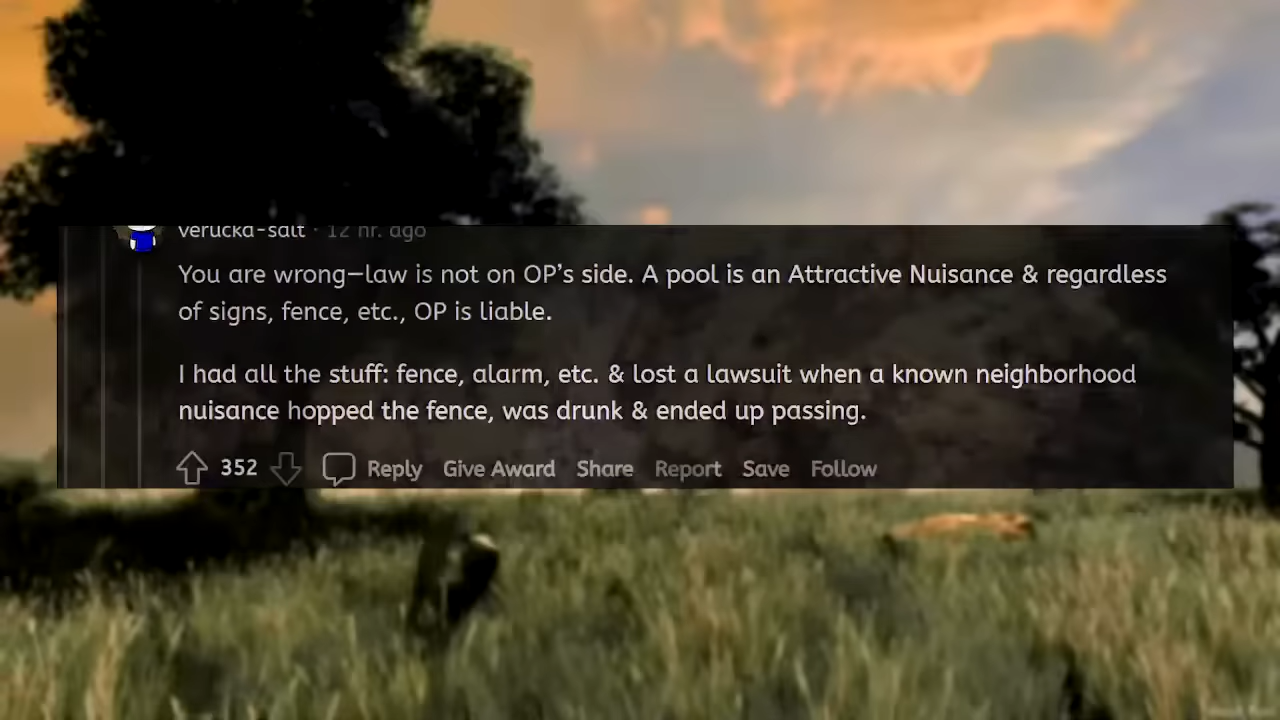 verucka-salt · 12 hr. ago
You are wrong—law is not on OP's side. A pool is an Attractive Nuisance & regardless
of signs, fence, etc., OP is liable.
I had all the stuff: fence, alarm, etc. & lost a lawsuit when a known neighborhood
nuisance hopped the fence, was drunk & ended up passing.
352 Reply Give Award Share Report Save Follow